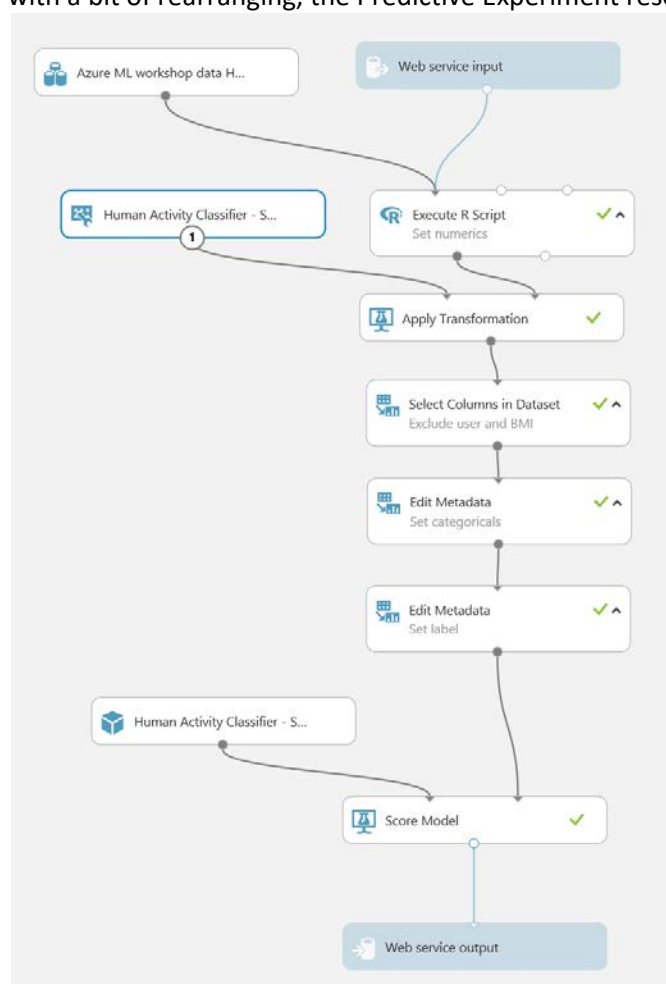 with a bit of rearranging, the Predictive Experiment
Azure ML workshop data H...
Web service input
Human Activity Classifier - S...
1
Execute R Script
Set numerics
Apply Transformation
Select Columns in Dataset
Exclude user and BMI
Edit Metadata
Set categoricals
Edit Metadata
Set label
Human Activity Classifier - S...
Score Model
Web service output